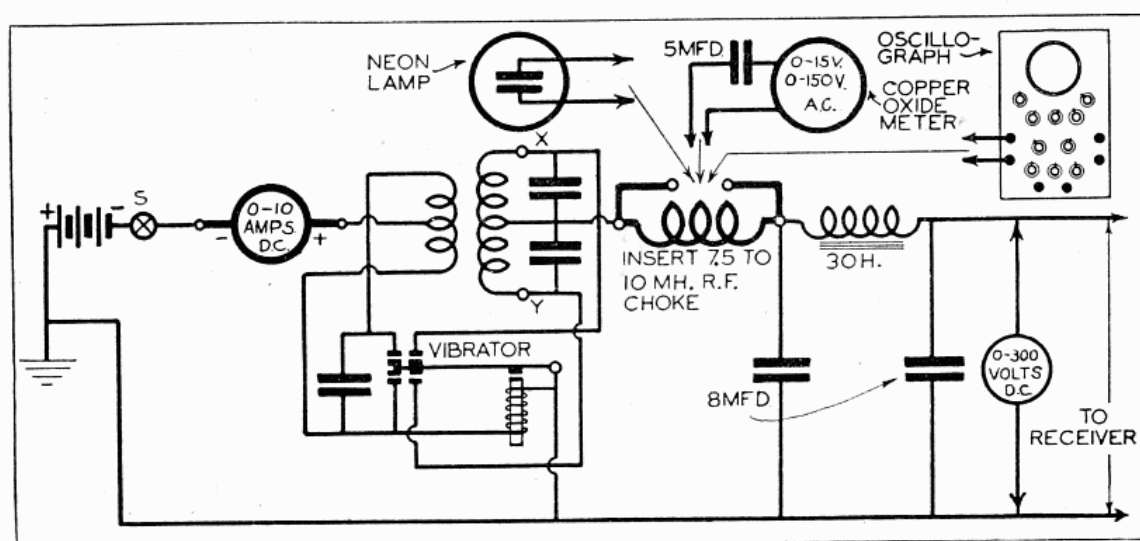 NEON
LAMP
5MFD.
0-15V.
0-150V.
A.C.
OSCILLO-
GRAPH
COPPER
OXIDE
METER
X
+ -
S
0-10
AMPS.
D.C.
- +
INSERT 7.5 TO
10 MH. R.F.
CHOKE
30H.
Y
VIBRATOR
8MFD
0-300
VOLTS
D.C.
TO
RECEIVER